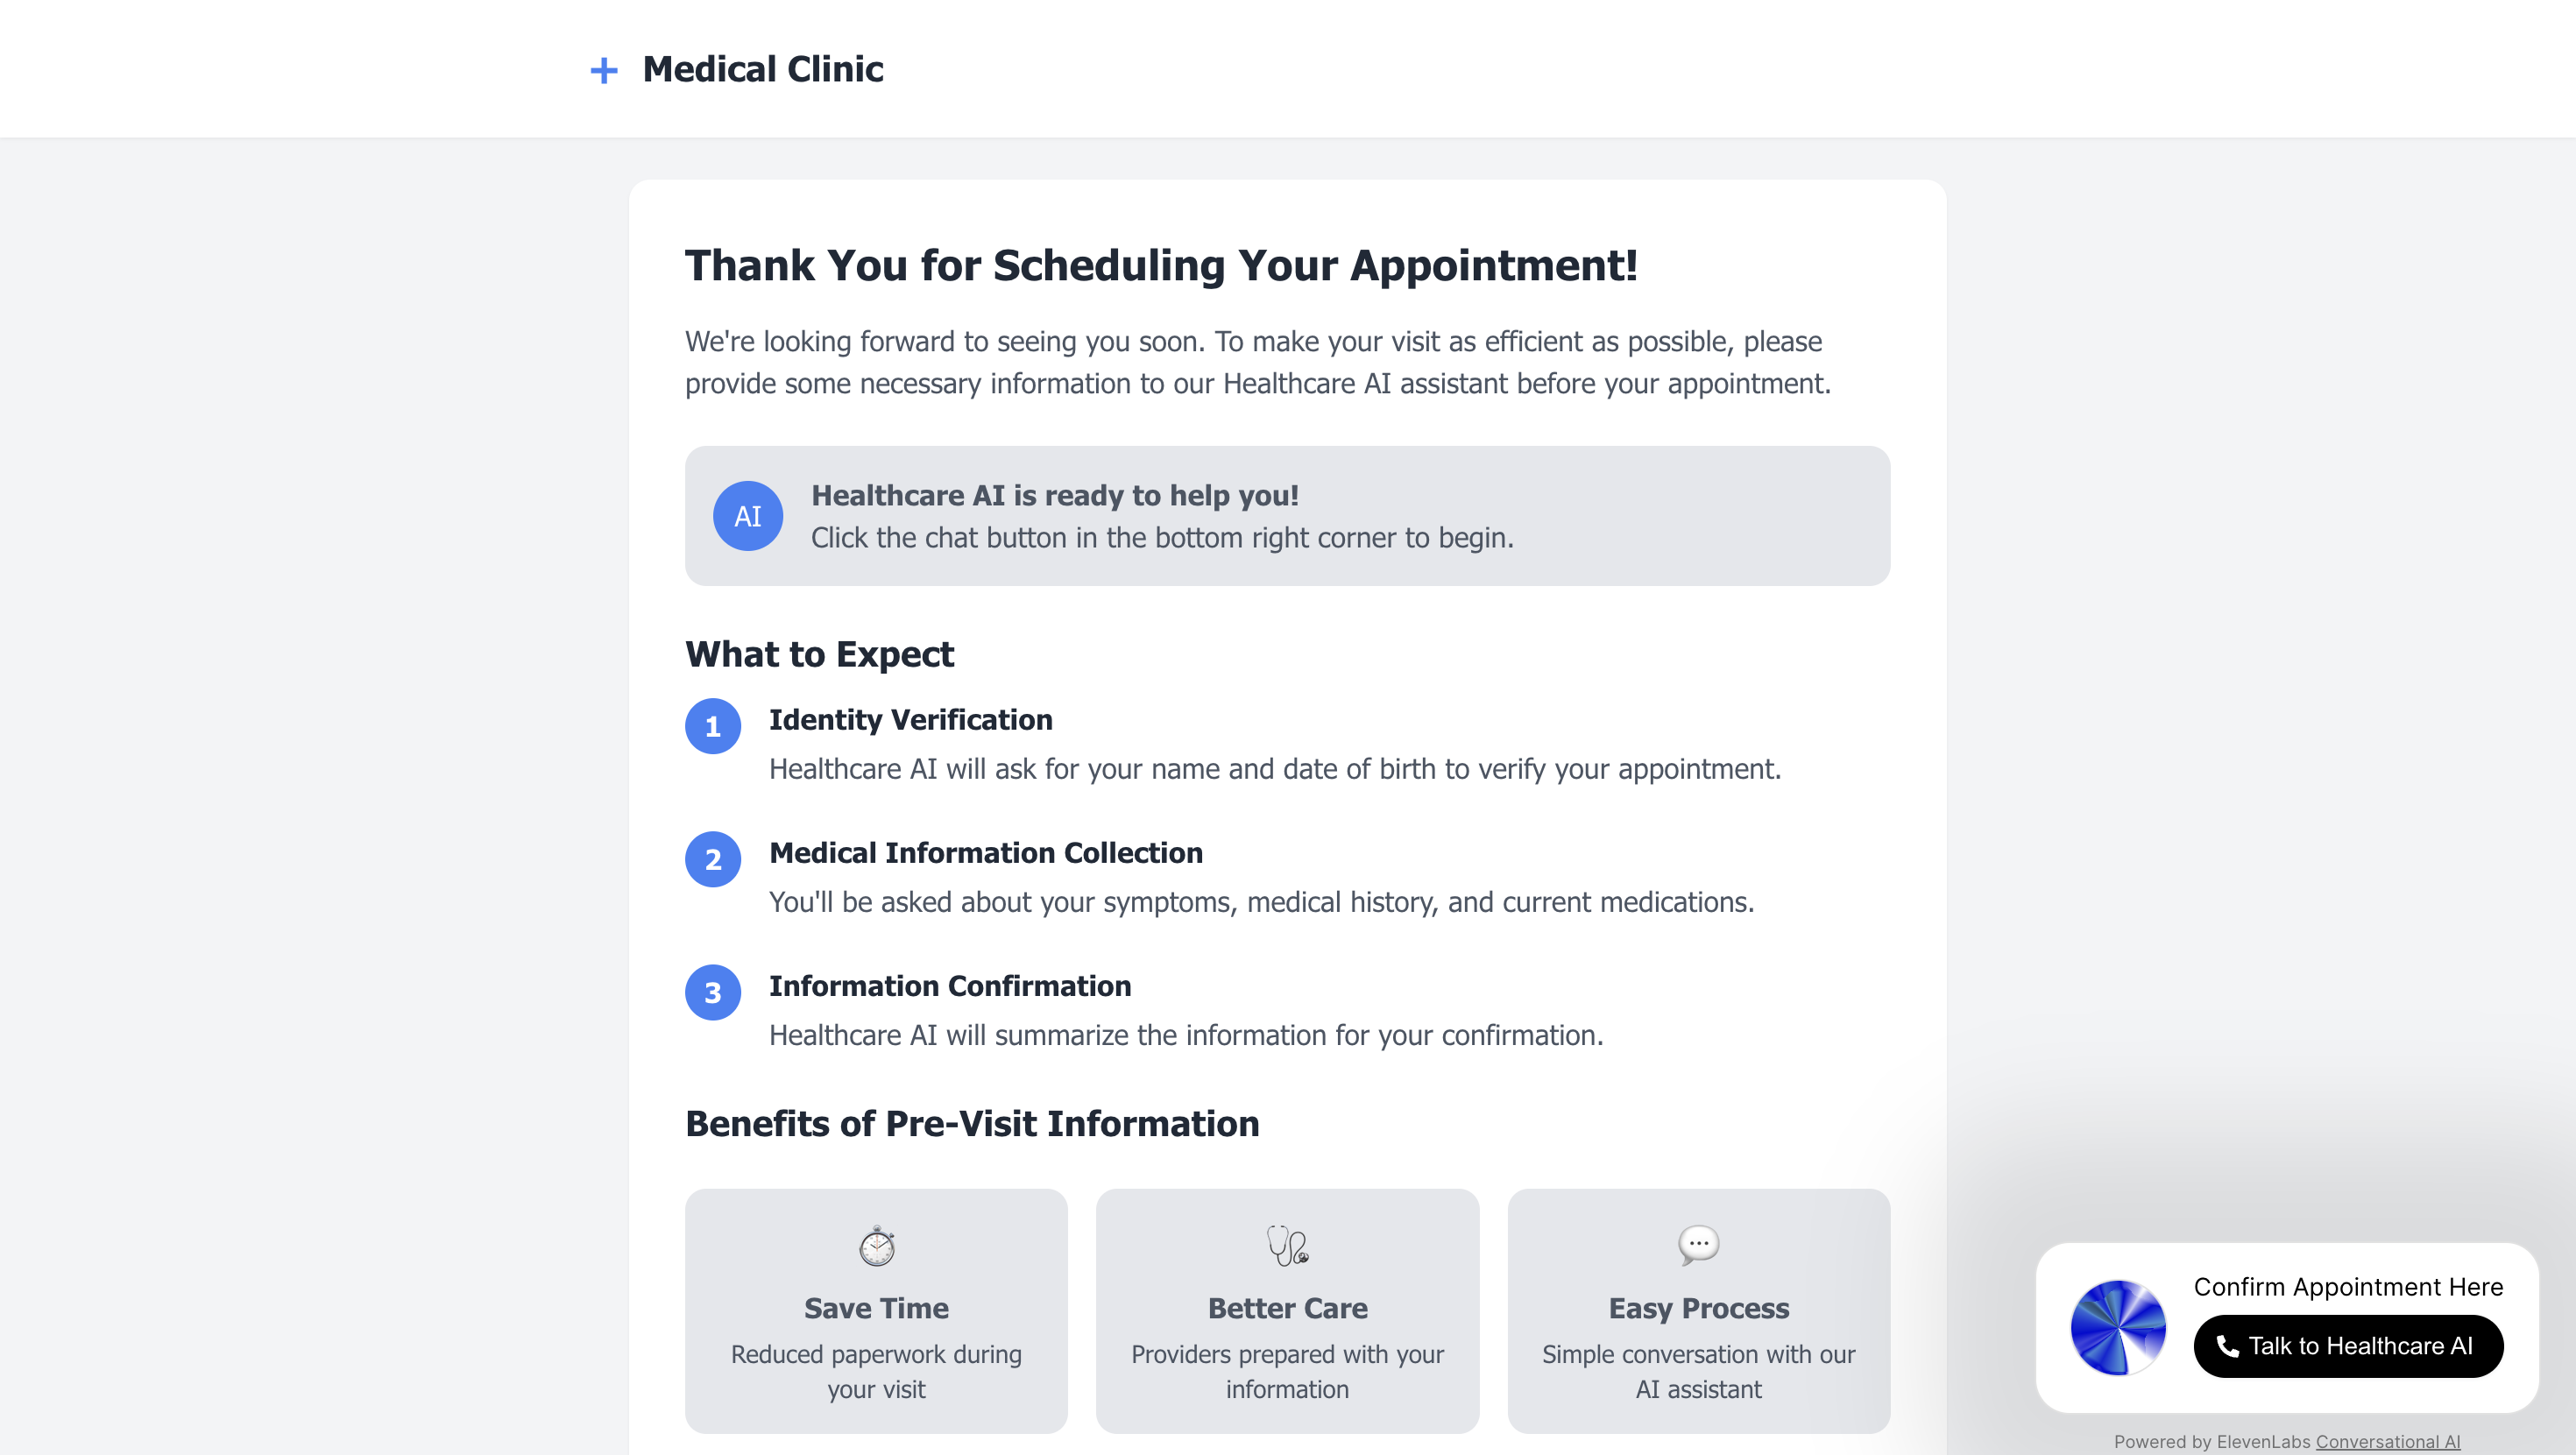 Medical Clinic
Thank You for Scheduling Your Appointment!
We're looking forward to seeing you soon. To make your visit as efficient as possible, please
provide some necessary information to our Healthcare AI assistant before your appointment.
AI
Healthcare AI is ready to help you!
Click the chat button in the bottom right corner to begin.
What to Expect
1
Identity Verification
Healthcare AI will ask for your name and date of birth to verify your appointment.
2
Medical Information Collection
You'll be asked about your symptoms, medical history, and current medications.
3
Information Confirmation
Healthcare AI will summarize the information for your confirmation.
Benefits of Pre-Visit Information
Save Time
Reduced paperwork during
your visit
Better Care
Providers prepared with your
information
Easy Process
Simple conversation with our
AI assistant
Confirm Appointment Here
Talk to Healthcare AI
Powered by ElevenLabs Conversational AI